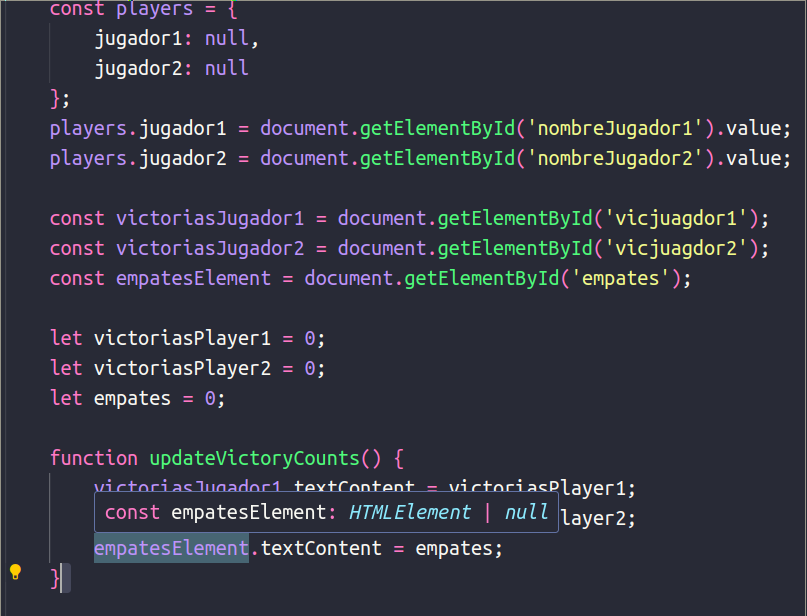 const players = {
jugador1: null,
jugador2: null
};
players.jugador1 = document.getElementById('nombreJugador1').value;
players.jugador2 = document.getElementById('nombreJugador2').value;
const victoriasJugador1 = document.getElementById('vicjuagdor1');
const victoriasJugador2 = document.getElementById('vicjuagdor2');
const empatesElement = document.getElementById('empates');
let victoriasPlayer1 = 0;
let victoriasPlayer2 = 0;
let empates = 0;
function updateVictoryCounts() {
victoriasJugador1.textContent = victoriasPlayer1;
const empatesElement: HTMLElement | null
layer2;
empatesElement.textContent = empates;
}